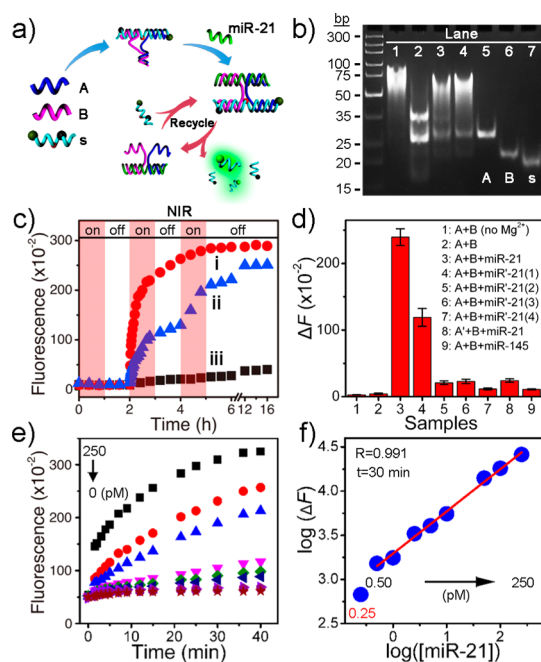 a)
miR-21
A
B
s
Recycle
b)
bp
Lane
1 2 3 4 5 6 7
300
100
75
50
35
25
20
15
A B s
c)
NIR
on off on off on off
Fluorescence (x10⁻²)
300
200
100
0
i
ii
iii
0 2 4 6 12 16
Time (h)
d)
ΔF (x10⁻²)
200
100
0
1: A+B (no Mg²⁺)
2: A+B
3: A+B+miR-21
4: A+B+miR'-21(1)
5: A+B+miR'-21(2)
6: A+B+miR'-21(3)
7: A+B+miR'-21(4)
8: A'+B+miR-21
9: A+B+miR-145
1 2 3 4 5 6 7 8 9
Samples
e)
Fluorescence (x10⁻²)
300
200
100
0
250
0 (pM)
0 10 20 30 40
Time (min)
f)
log (ΔF)
4.5
4.0
3.5
3.0
2.5
R=0.991
t=30 min
0.50 (pM) 250
0.25
0 1 2
log([miR-21])